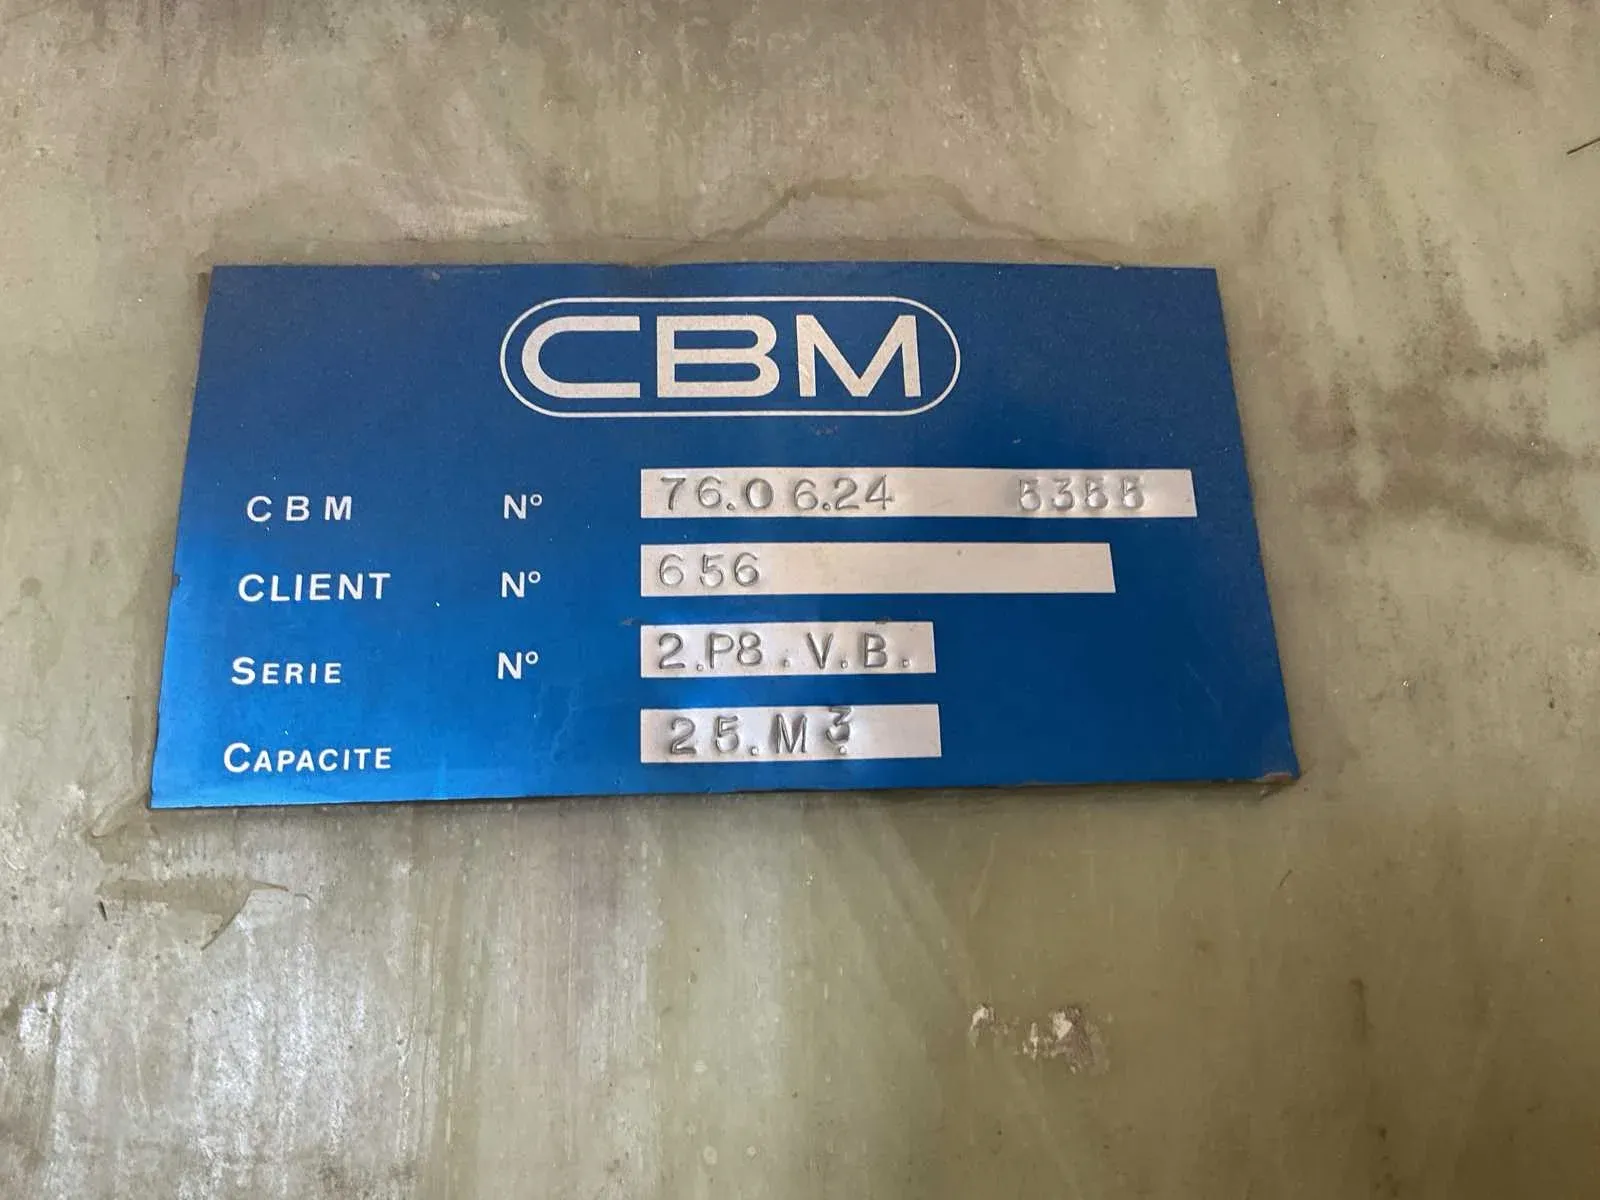 CBM
CBM N° 76.06.24 5355
CLIENT N° 656
SERIE N° 2.P8.V.B.
CAPACITE 25.M³.